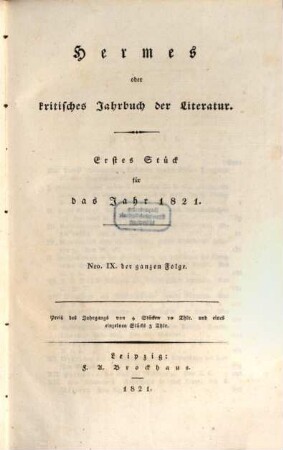 Hermes
oder
kritisches Jahrbuch der Literatur.
Erstes Stück
für
das Jahr 1821.
Nro. IX. der ganzen Folge.
Preis des Jahrgangs von 4 Stücken 10 Thlr. und eines
einzelnen Stücks 3 Thlr.
Leipzig:
F. A. Brockhaus.
1821.